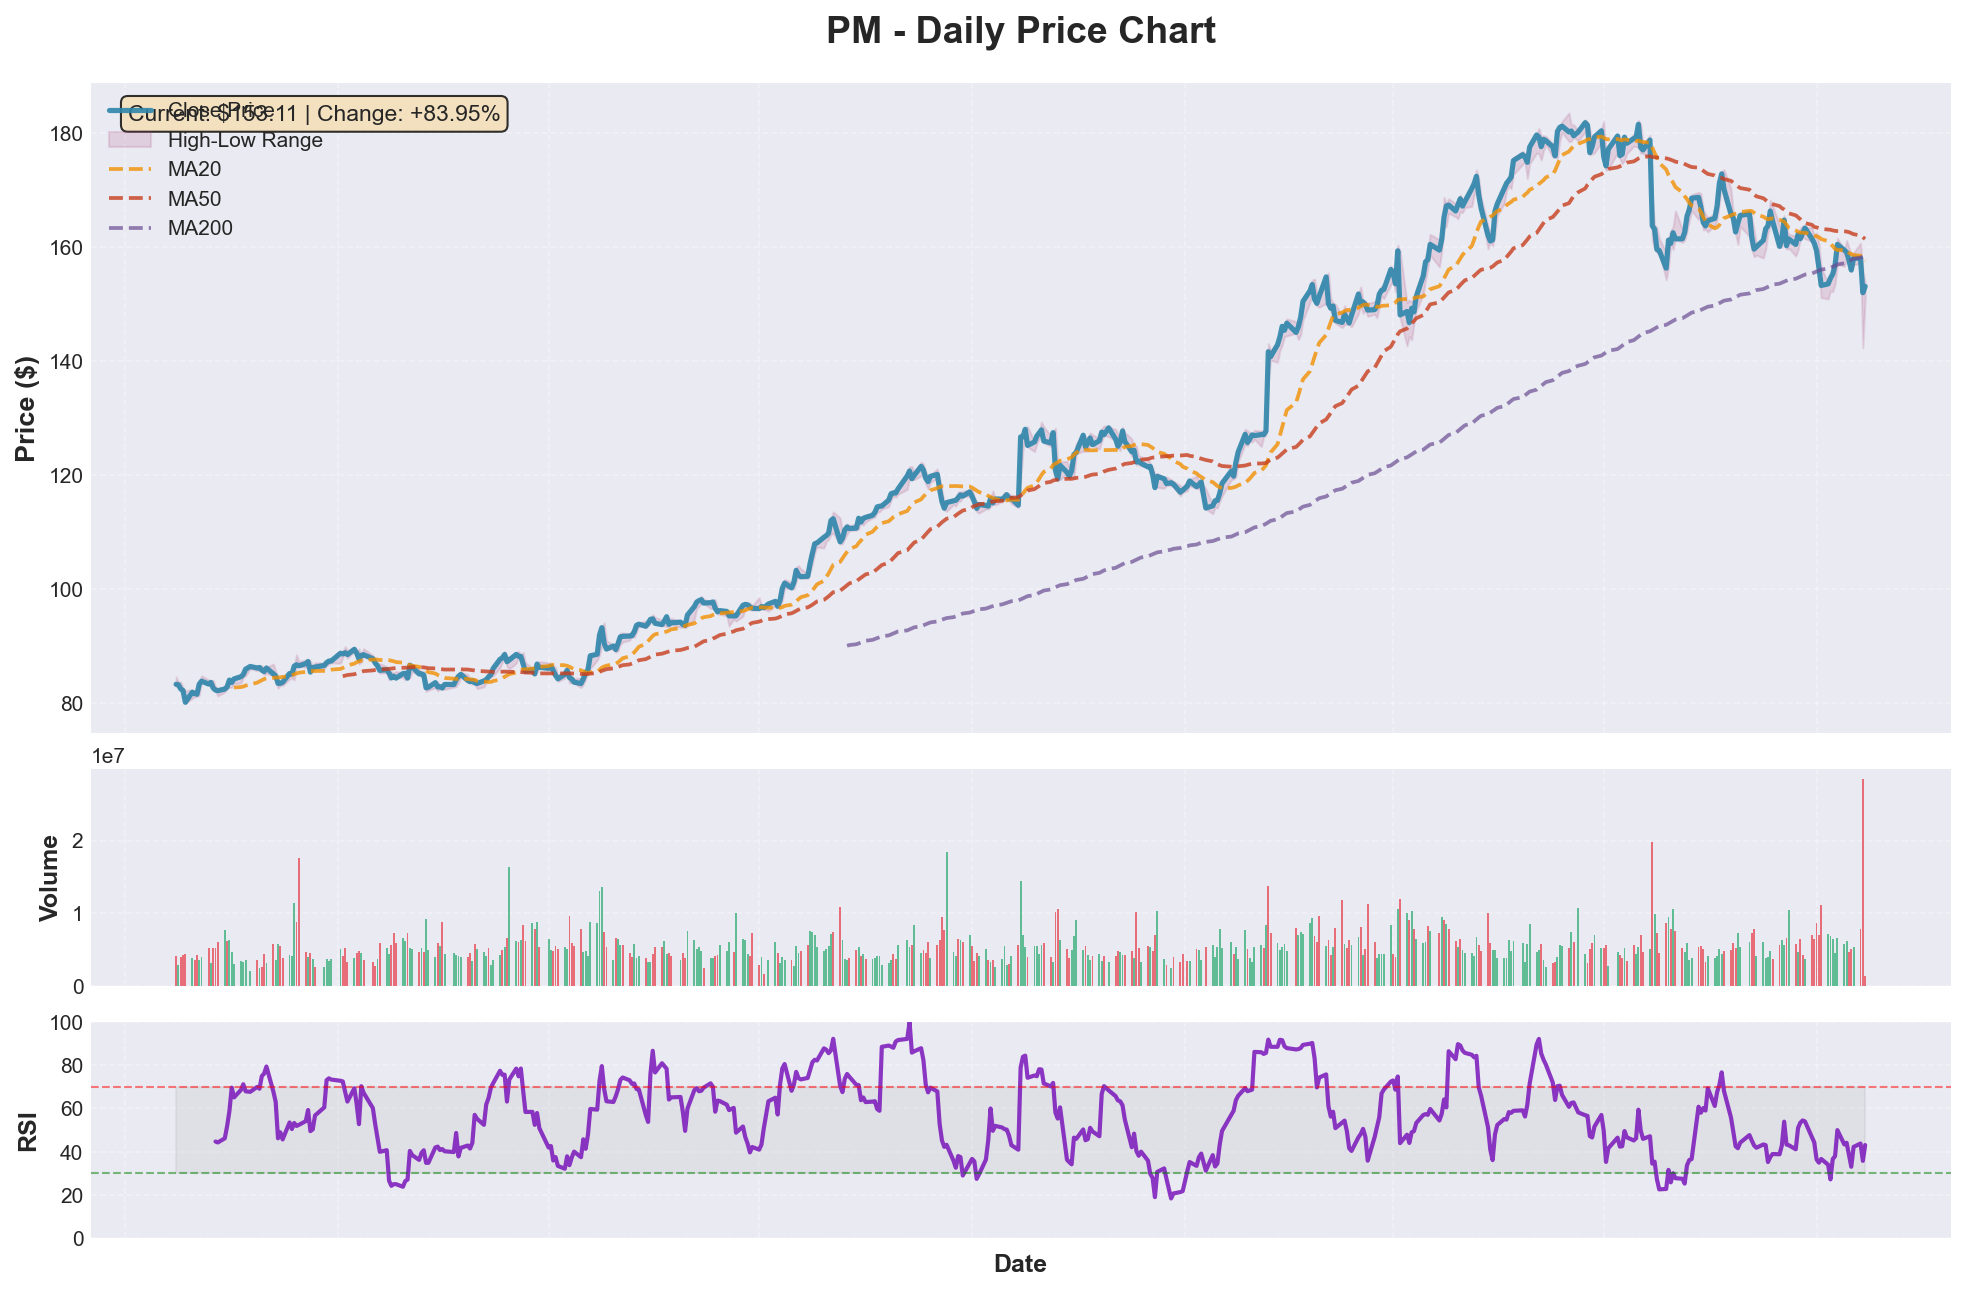 PM - Daily Price Chart
Current: $153.11 | Change: +83.95%
Close Price
High-Low Range
MA20
MA50
MA200
Price ($)
180
160
140
120
100
80
1e7
Volume
2
1
0
RSI
100
80
60
40
20
0
Date